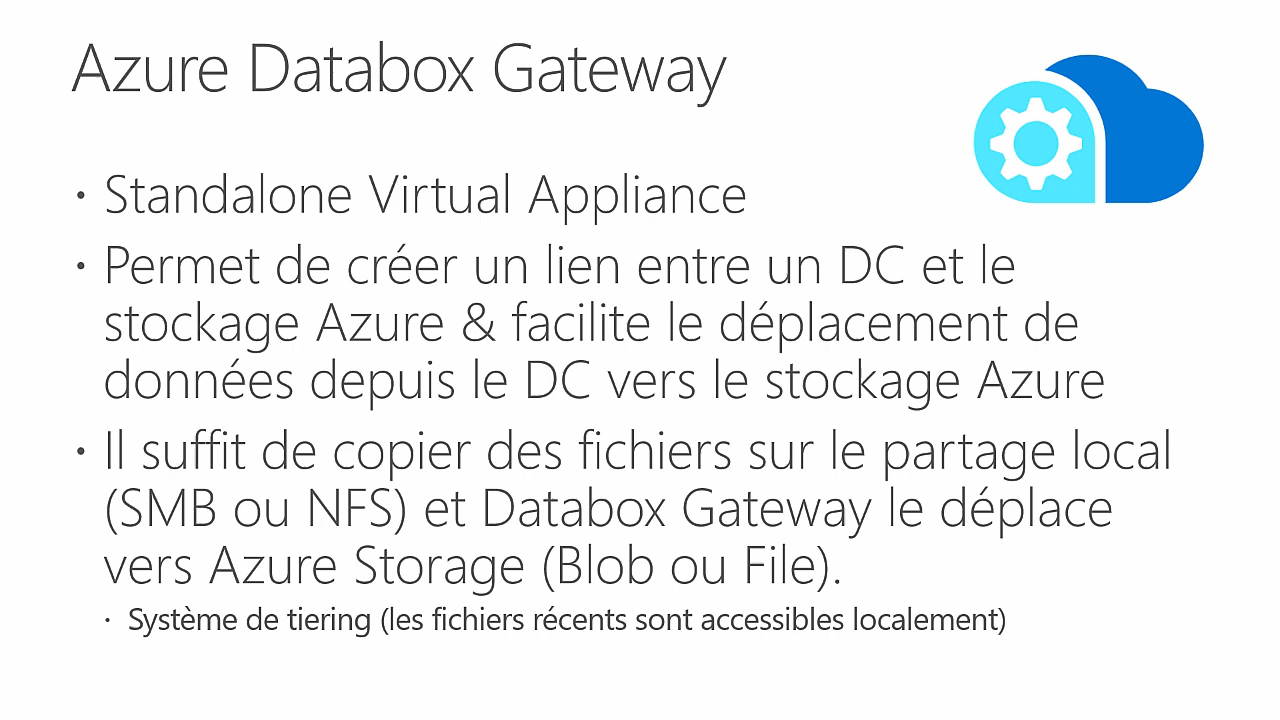 Azure Databox Gateway
· Standalone Virtual Appliance
· Permet de créer un lien entre un DC et le
stockage Azure & facilite le déplacement de
données depuis le DC vers le stockage Azure
· Il suffit de copier des fichiers sur le partage local
(SMB ou NFS) et Databox Gateway le déplace
vers Azure Storage (Blob ou File).
· Système de tiering (les fichiers récents sont accessibles localement)